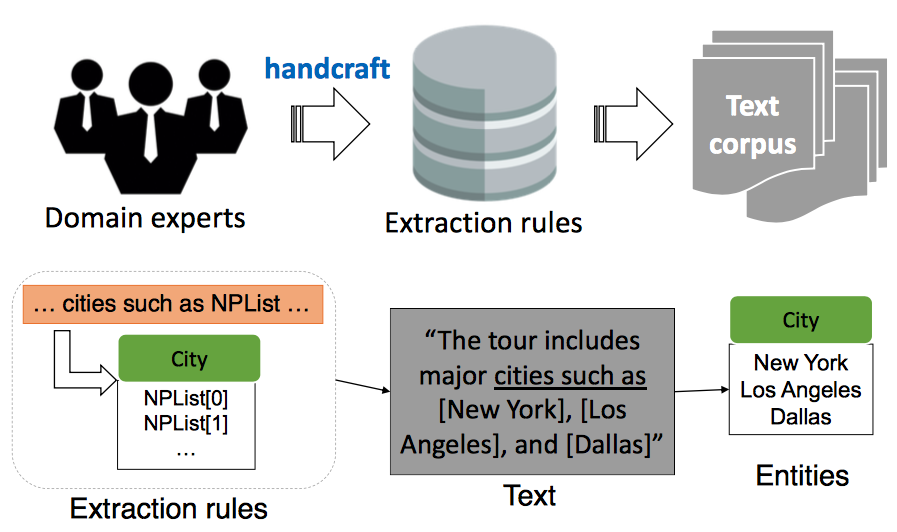 handcraft
Text
corpus
Domain experts
Extraction rules
… cities such as NPList …
City
NPList[0]
NPList[1]
…
Extraction rules
“The tour includes
major cities such as
[New York], [Los
Angeles], and [Dallas]”
Text
City
New York
Los Angeles
Dallas
Entities